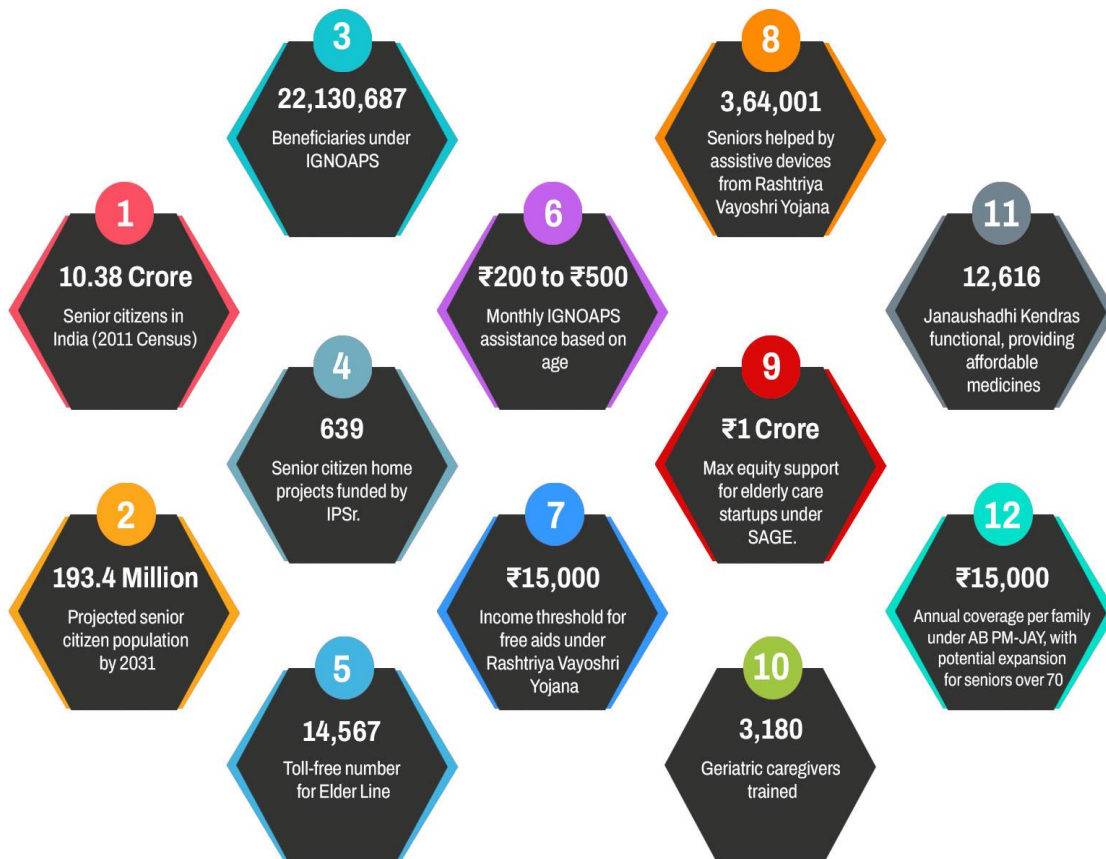 1
10.38 Crore
Senior citizens in
India (2011 Census)
2
193.4 Million
Projected senior
citizen population
by 2031
3
22,130,687
Beneficiaries under
IGNOAPS
4
639
Senior citizen home
projects funded by
IPSr.
5
14,567
Toll-free number
for Elder Line
6
₹200 to ₹500
Monthly IGNOAPS
assistance based on
age
7
₹15,000
Income threshold for
free aids under
Rashtriya Vayoshri
Yojana
8
3,64,001
Seniors helped by
assistive devices
from Rashtriya
Vayoshri Yojana
9
₹1 Crore
Max equity support
for elderly care
startups under
SAGE.
10
3,180
Geriatric caregivers
trained
11
12,616
Janaushadhi Kendras
functional, providing
affordable
medicines
12
₹15,000
Annual coverage per family
under AB PM-JAY, with
potential expansion
for seniors over 70